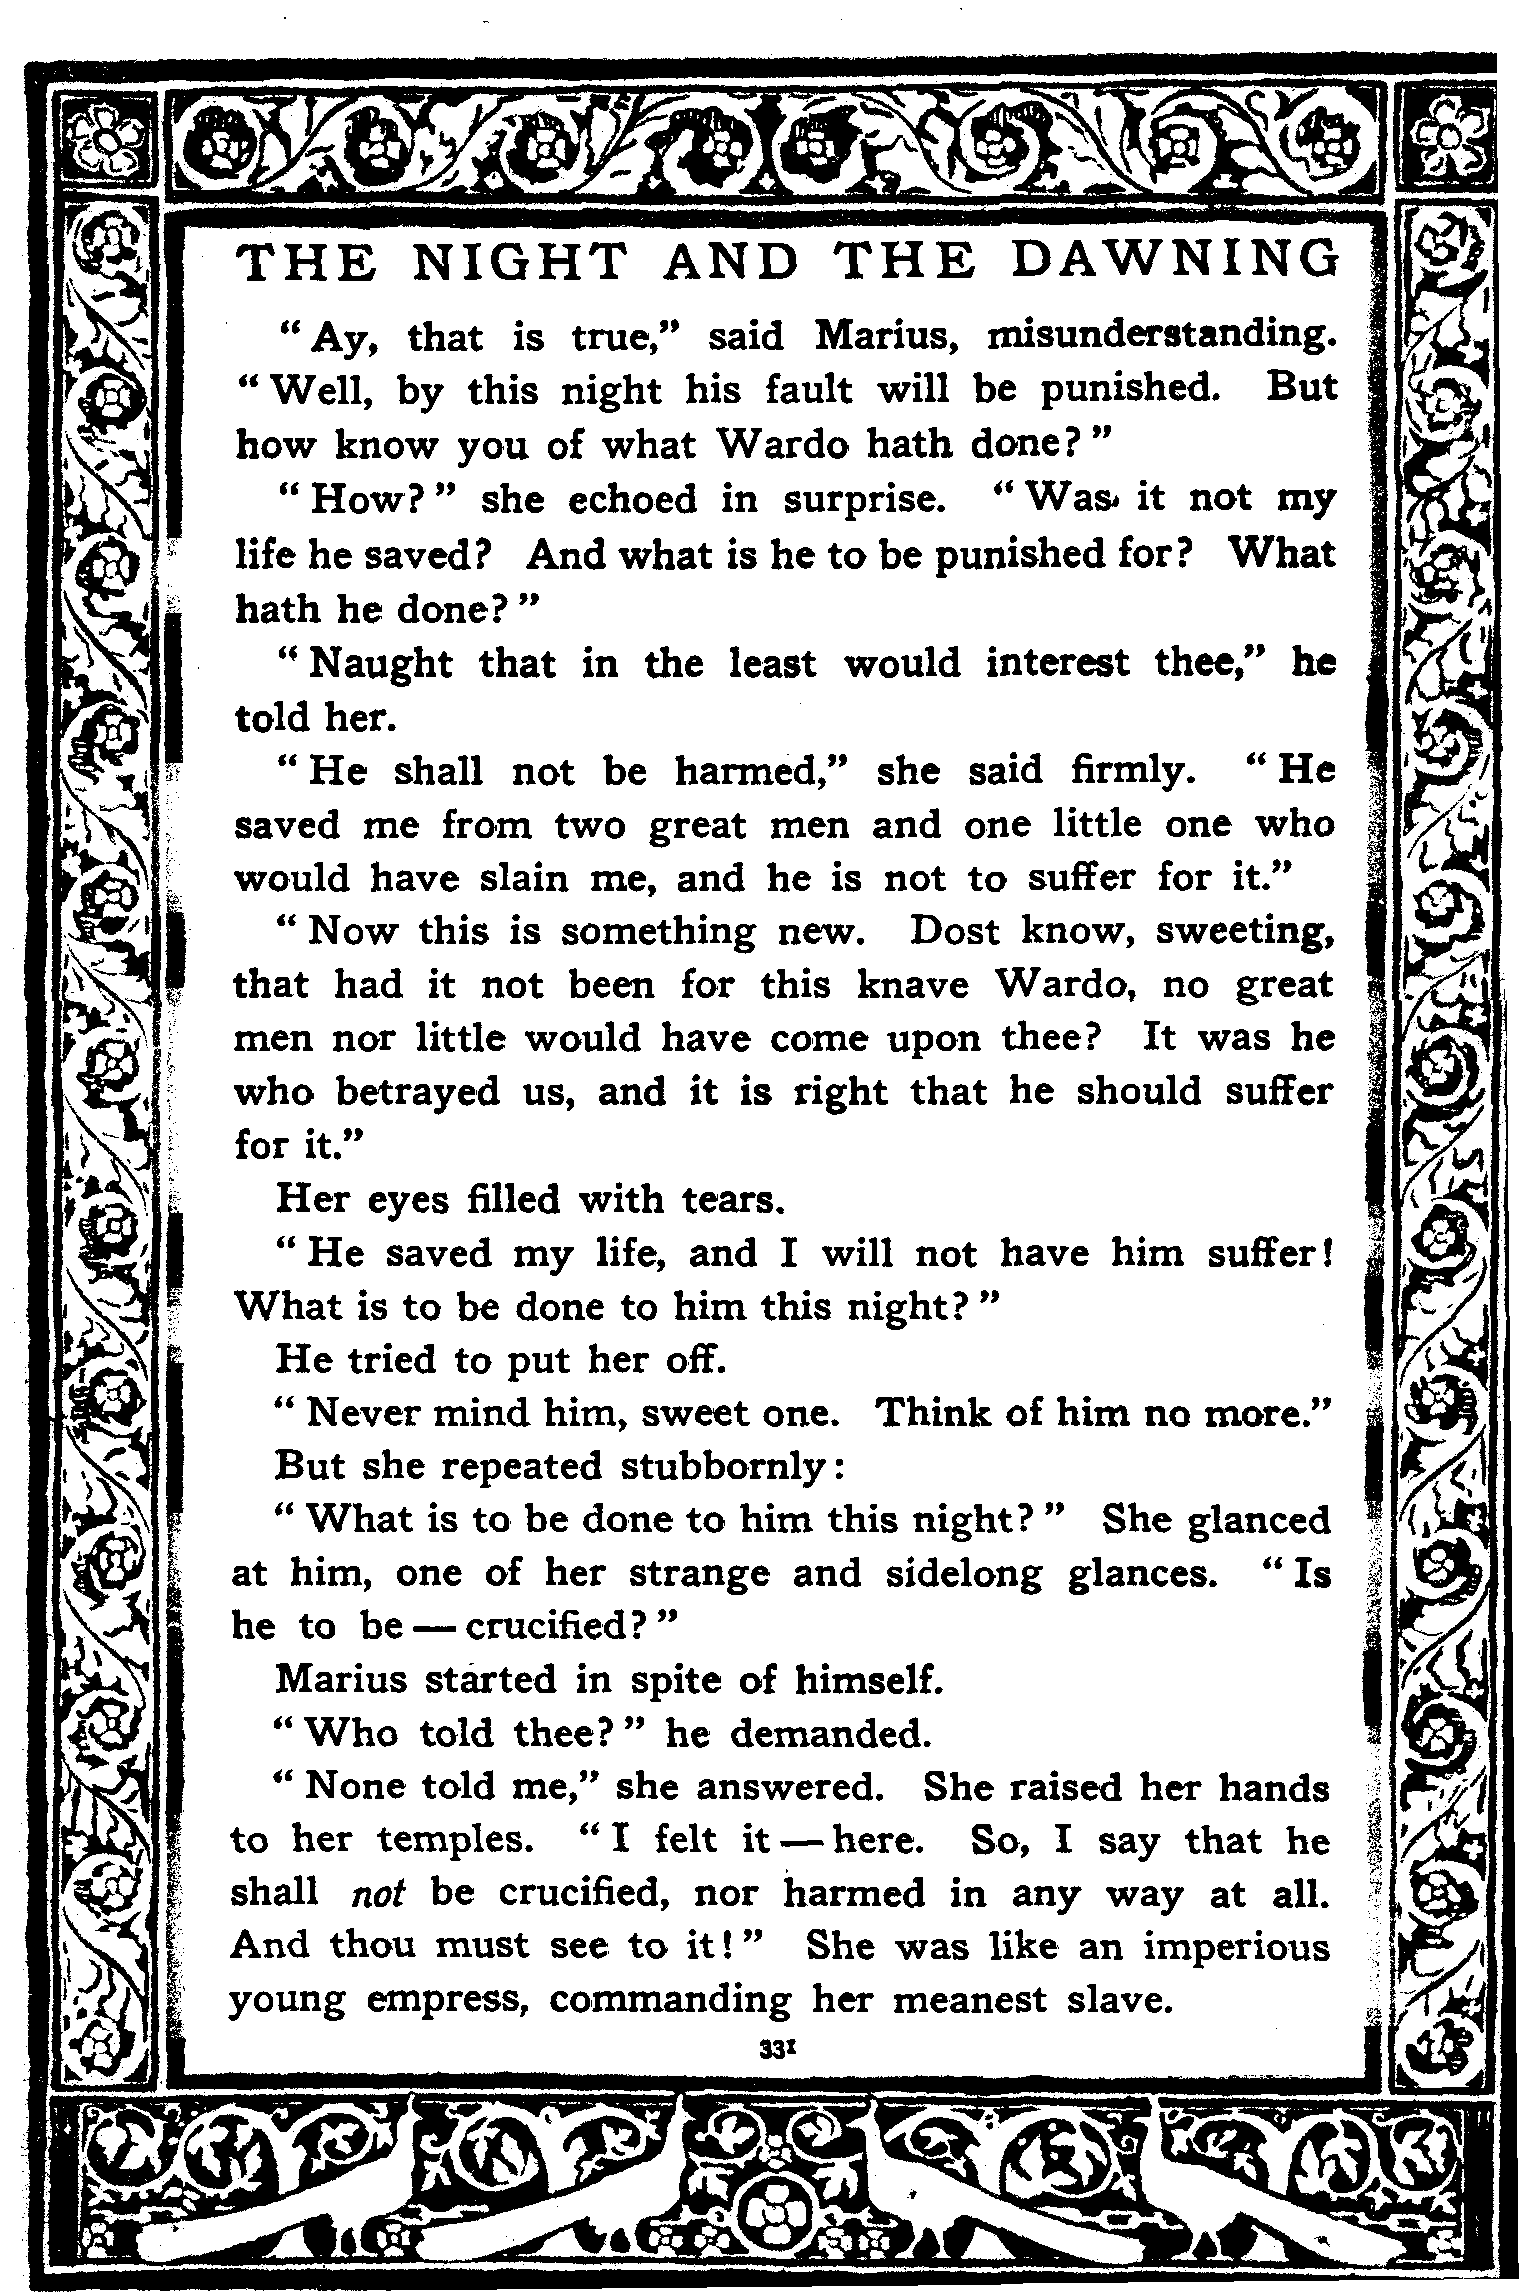 THE NIGHT AND THE DAWNING
“Ay, that is true,” said Marius, misunderstanding.
“Well, by this night his fault will be punished. But
how know you of what Wardo hath done?”
“How?” she echoed in surprise. “Was it not my
life he saved? And what is he to be punished for? What
hath he done?”
“Naught that in the least would interest thee,” he
told her.
“He shall not be harmed,” she said firmly. “He
saved me from two great men and one little one who
would have slain me, and he is not to suffer for it.”
“Now this is something new. Dost know, sweeting,
that had it not been for this knave Wardo, no great
men nor little would have come upon thee? It was he
who betrayed us, and it is right that he should suffer
for it.”
Her eyes filled with tears.
“He saved my life, and I will not have him suffer!
What is to be done to him this night?”
He tried to put her off.
“Never mind him, sweet one. Think of him no more.”
But she repeated stubbornly:
“What is to be done to him this night?” She glanced
at him, one of her strange and sidelong glances. “Is
he to be — crucified?”
Marius started in spite of himself.
“Who told thee?” he demanded.
“None told me,” she answered. She raised her hands
to her temples. “I felt it — here. So, I say that he
shall not be crucified, nor harmed in any way at all.
And thou must see to it!” She was like an imperious
young empress, commanding her meanest slave.
331